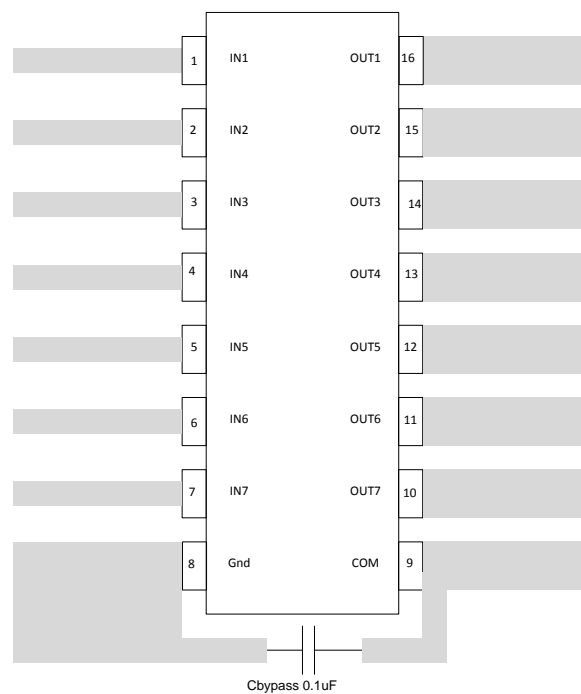 1 IN1 OUT1 16
2 IN2 OUT2 15
3 IN3 OUT3 14
4 IN4 OUT4 13
5 IN5 OUT5 12
6 IN6 OUT6 11
7 IN7 OUT7 10
8 Gnd COM 9
Cbypass 0.1uF